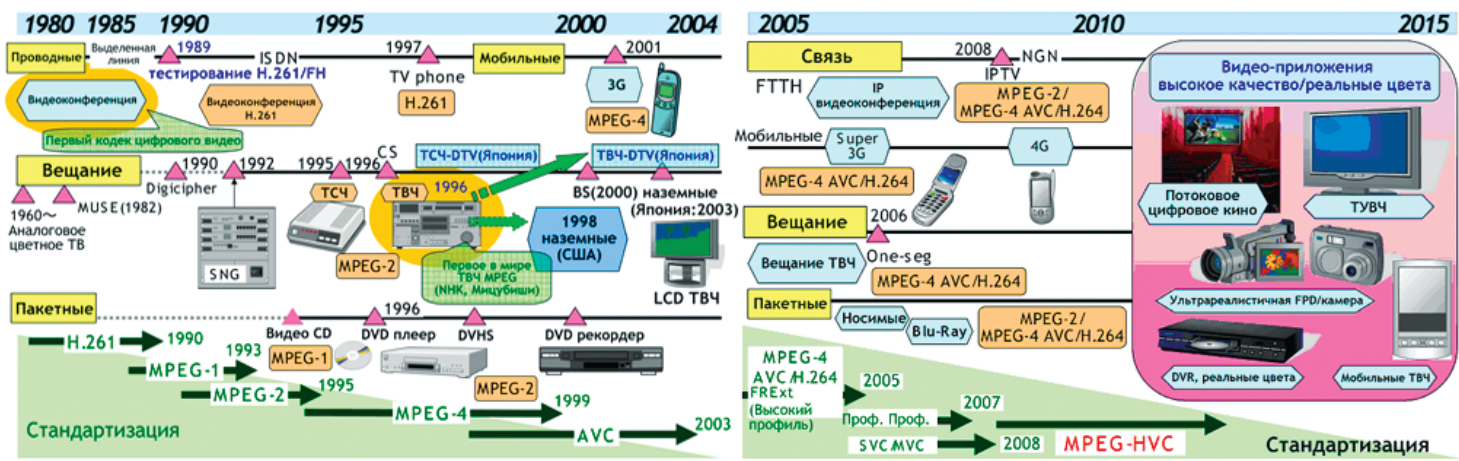 1980 1985 1990 1995 2000 2004
Проводные
Выделенная
линия
1989
ISDN
тестирование H.261/FH
1997
TV phone
H.261
Мобильные
2001
3G
MPEG-4
Видеоконференция
Видеоконференция
H.261
Первый кодек цифрового видео
Вещание
1990
1992
1995
1996
CS
ТСЧ-DTV(Япония)
ТВЧ-DTV(Япония)
Digicipher
MUSE(1982)
1960~
Аналоговое
цветное ТВ
SNG
ТСЧ
MPEG-2
ТВЧ
1996
Первое в мире
ТВЧ MPEG
(NHK, Мицубиши)
1998
наземные
(США)
BS(2000) наземные
(Япония:2003)
LCD ТВЧ
Пакетные
1996
Видео CD
MPEG-1
DVD плеер
DVHS
MPEG-2
DVD рекордер
H.261
1990
MPEG-1
1993
MPEG-2
1995
MPEG-4
1999
AVC
2003
Стандартизация
2005 2010 2015
Связь
2008
NGN
IPTV
FTTH
IP
видеоконференция
MPEG-2/
MPEG-4 AVC/H.264
Мобильные
Super
3G
4G
MPEG-4 AVC/H.264
Вещание
2006
One-seg
Вещание ТВЧ
MPEG-4 AVC/H.264
Пакетные
Носимые
Blu-Ray
MPEG-2/
MPEG-4 AVC/H.264
Видео-приложения
высокое качество/реальные цвета
Потоковое
цифровое кино
ТУВЧ
Ультрареалистичная FPD/камера
DVR, реальные цвета
Мобильные ТВЧ
MPEG-4
AVC/H.264
FRExt
(Высокий
профиль)
2005
Проф. Проф.
2007
SVC/MVC
2008
MPEG-HVC
Стандартизация